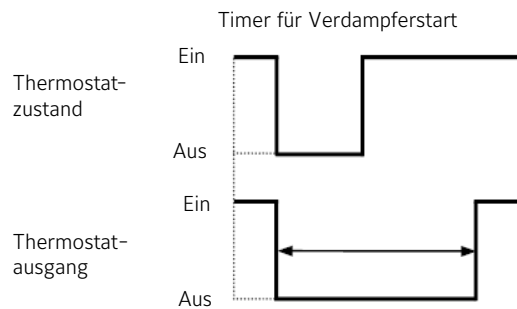 Timer für Verdampferstart
Ein
Thermostat-
zustand
Aus
Ein
Thermostat-
ausgang
Aus